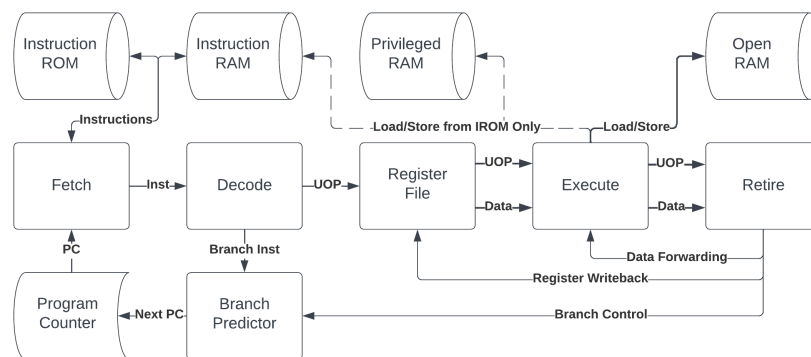 Instruction
ROM
Instruction
RAM
Privileged
RAM
Open
RAM
Instructions
Load/Store from IROM Only
Load/Store
Fetch
Inst
Decode
UOP
Register
File
UOP
Data
Execute
UOP
Data
Retire
PC
Branch Inst
Data Forwarding
Register Writeback
Program
Counter
Next PC
Branch
Predictor
Branch Control